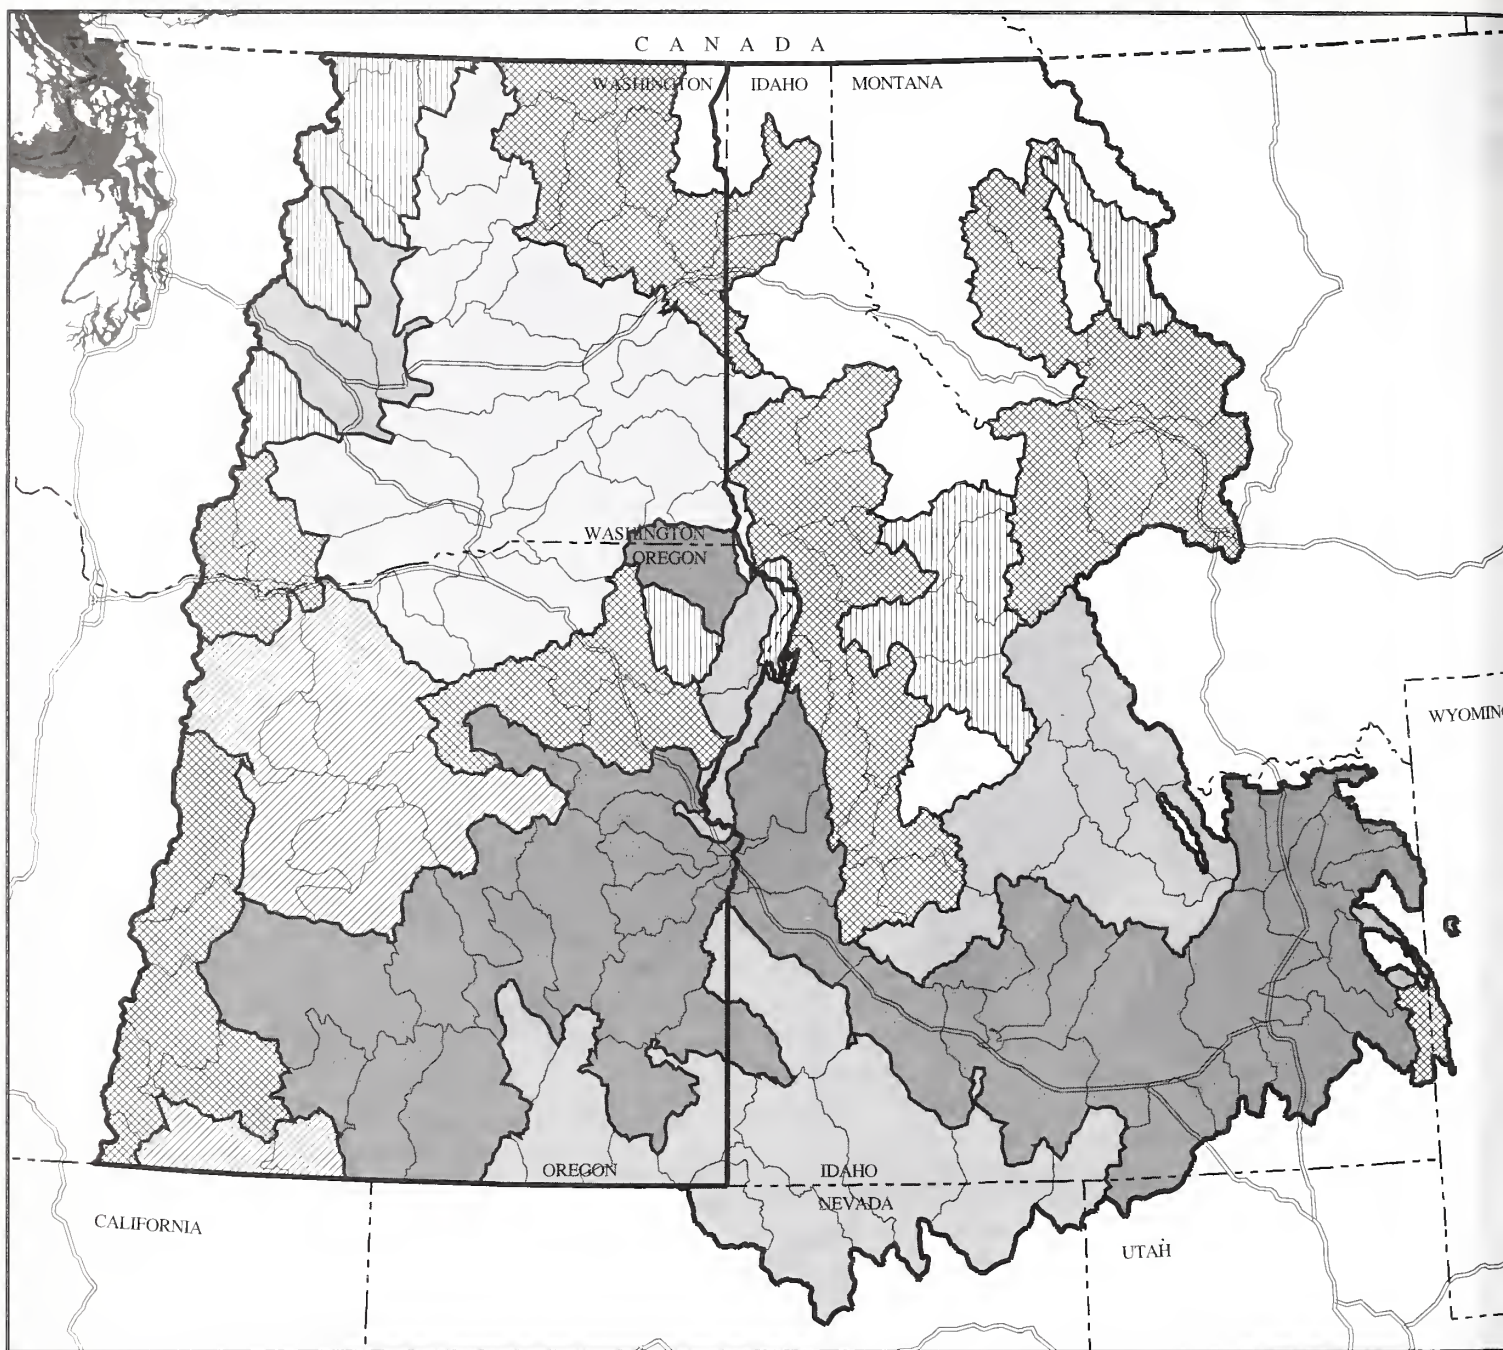 C A N A D A
WASHINGTON
IDAHO
MONTANA
WASHINGTON
OREGON
WYOMING
OREGON
IDAHO
NEVADA
CALIFORNIA
UTAH